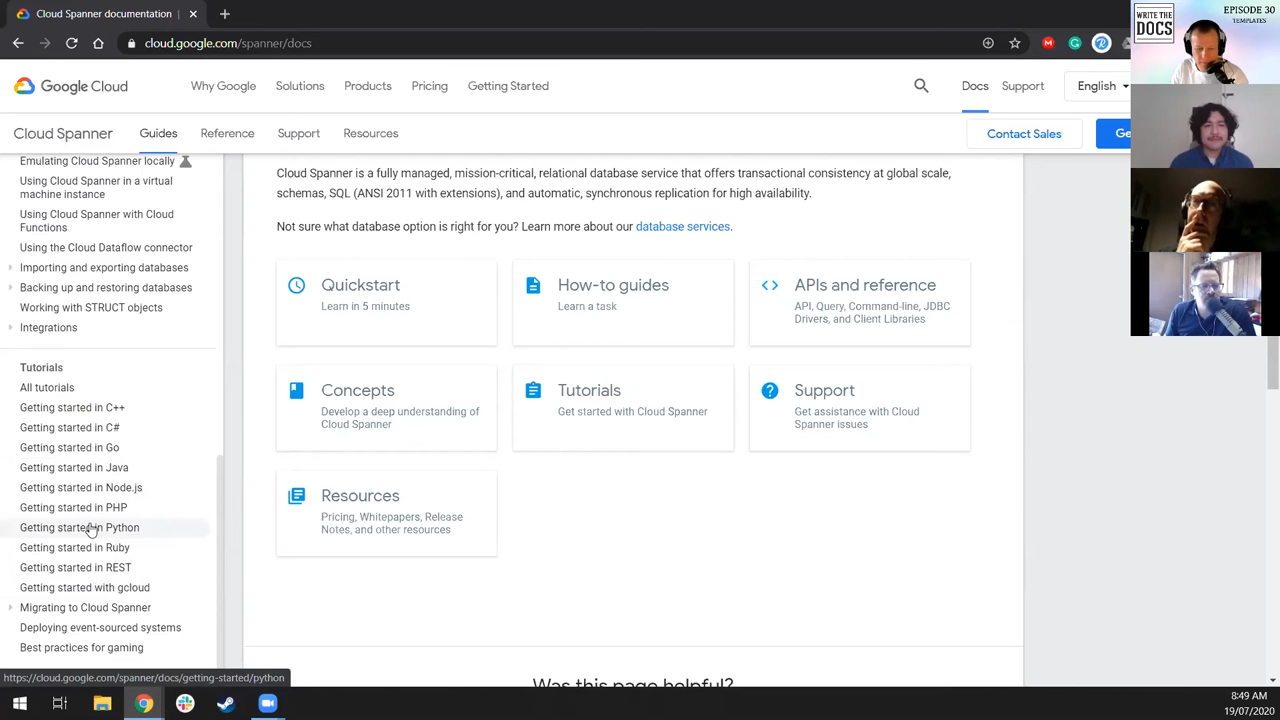 Cloud Spanner documentation
cloud.google.com/spanner/docs
WRITE
THE
DOCS
EPISODE 30
TEMPLATES
Google Cloud
Why Google
Solutions
Products
Pricing
Getting Started
Docs
Support
English
Cloud Spanner
Guides
Reference
Support
Resources
Contact Sales
Ge
Emulating Cloud Spanner locally
Using Cloud Spanner in a virtual
machine instance
Using Cloud Spanner with Cloud
Functions
Using the Cloud Dataflow connector
Importing and exporting databases
Backing up and restoring databases
Working with STRUCT objects
Integrations
Tutorials
All tutorials
Getting started in C++
Getting started in C#
Getting started in Go
Getting started in Java
Getting started in Node.js
Getting started in PHP
Getting started in Python
Getting started in Ruby
Getting started in REST
Getting started with gcloud
Migrating to Cloud Spanner
Deploying event-sourced systems
Best practices for gaming
Cloud Spanner is a fully managed, mission-critical, relational database service that offers transactional consistency at global scale,
schemas, SQL (ANSI 2011 with extensions), and automatic, synchronous replication for high availability.
Not sure what database option is right for you? Learn more about our database services.
Quickstart
Learn in 5 minutes
How-to guides
Learn a task
APIs and reference
API, Query, Command-line, JDBC
Drivers, and Client Libraries
Concepts
Develop a deep understanding of
Cloud Spanner
Tutorials
Get started with Cloud Spanner
Support
Get assistance with Cloud
Spanner issues
Resources
Pricing, Whitepapers, Release
Notes, and other resources
Was this page helpful?
https://cloud.google.com/spanner/docs/getting-started/python
8:49 AM
19/07/2020